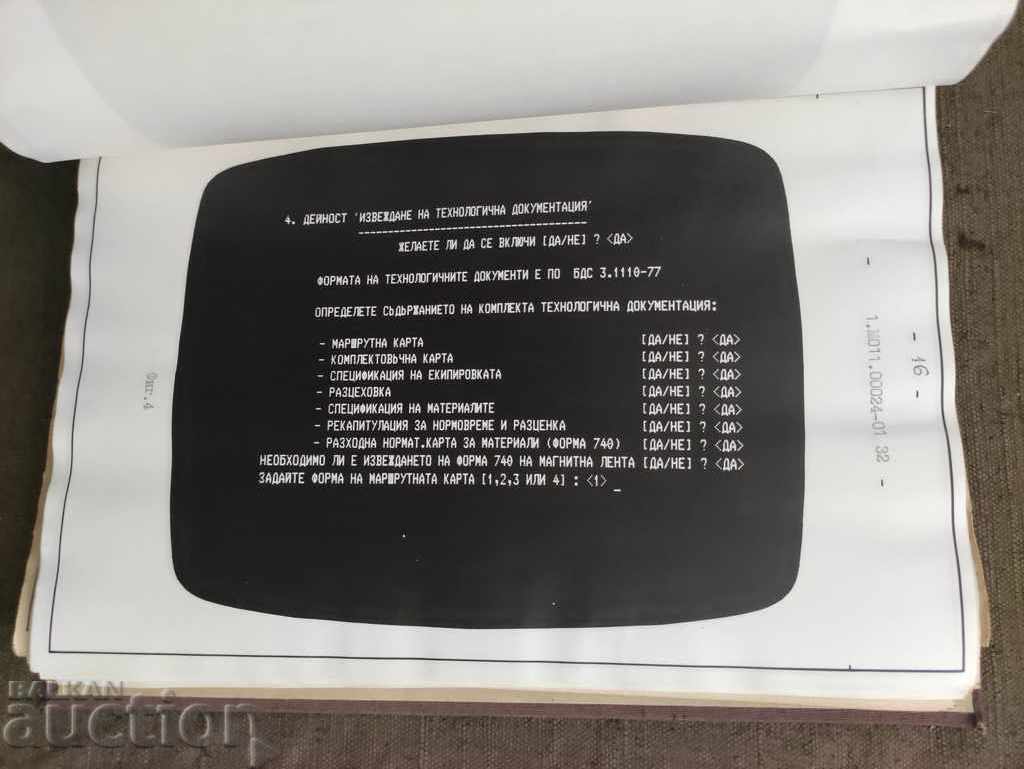 4. ДЕЙНОСТ 'ИЗВЕЖДАНЕ НА ТЕХНОЛОГИЧНА ДОКУМЕНТАЦИЯ'
---------------------------------------
ЖЕЛАЕТЕ ЛИ ДА СЕ ВКЛЮЧИ [ДА/НЕ] ? <ДА>
ФОРМАТА НА ТЕХНОЛОГИЧНИТЕ ДОКУМЕНТИ Е ПО БДС 3.1110-77
ОПРЕДЕЛЕТЕ СЪДЪРЖАНИЕТО НА КОМПЛЕКТА ТЕХНОЛОГИЧНА ДОКУМЕНТАЦИЯ:
- МАРШРУТНА КАРТА [ДА/НЕ] ? <ДА>
- КОМПЛЕКТОВЪЧНА КАРТА [ДА/НЕ] ? <ДА>
- СПЕЦИФИКАЦИЯ НА ЕКИПИРОВКАТА [ДА/НЕ] ? <ДА>
- РАЗЦЕХОВКА [ДА/НЕ] ? <ДА>
- СПЕЦИФИКАЦИЯ НА МАТЕРИАЛИТЕ [ДА/НЕ] ? <ДА>
- РЕКАПИТУЛАЦИЯ ЗА НОРМОВРЕМЕ И РАЗЦЕНКА [ДА/НЕ] ? <ДА>
- РАЗХОДНА НОРМАТ.КАРТА ЗА МАТЕРИАЛИ (ФОРМА 740) [ДА/НЕ] ? <ДА>
НЕОБХОДИМО ЛИ Е ИЗВЕЖДАНЕТО НА ФОРМА 740 НА МАГНИТНА ЛЕНТА [ДА/НЕ] ? <ДА>
ЗАДАЙТЕ ФОРМА НА МАРШРУТНАТА КАРТА [1,2,3 ИЛИ 4] : <1> _
Фиг.4
- 16 -
- 1.М011.00024-01 32 -
BAPKAN
auction